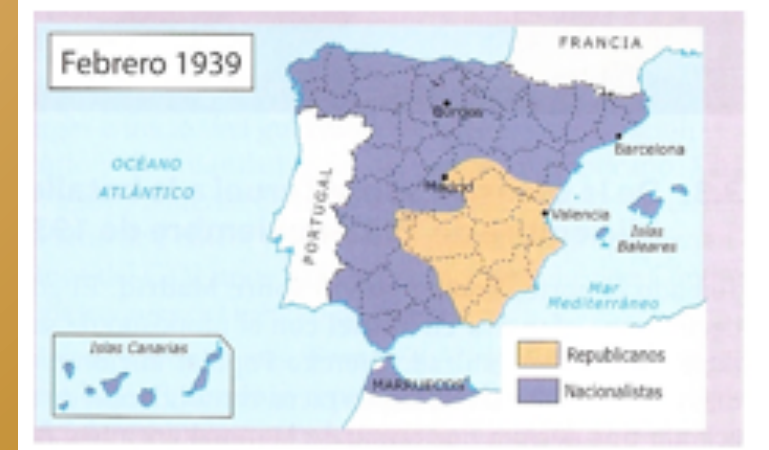 Febrero 1939
FRANCIA
Burgos
Barcelona
OCÉANO
ATLÁNTICO
Madrid
PORTUGAL
Valencia
Islas
Baleares
Mar
Mediterráneo
Islas Canarias
Republicanos
MARRUECOS
Nacionalistas